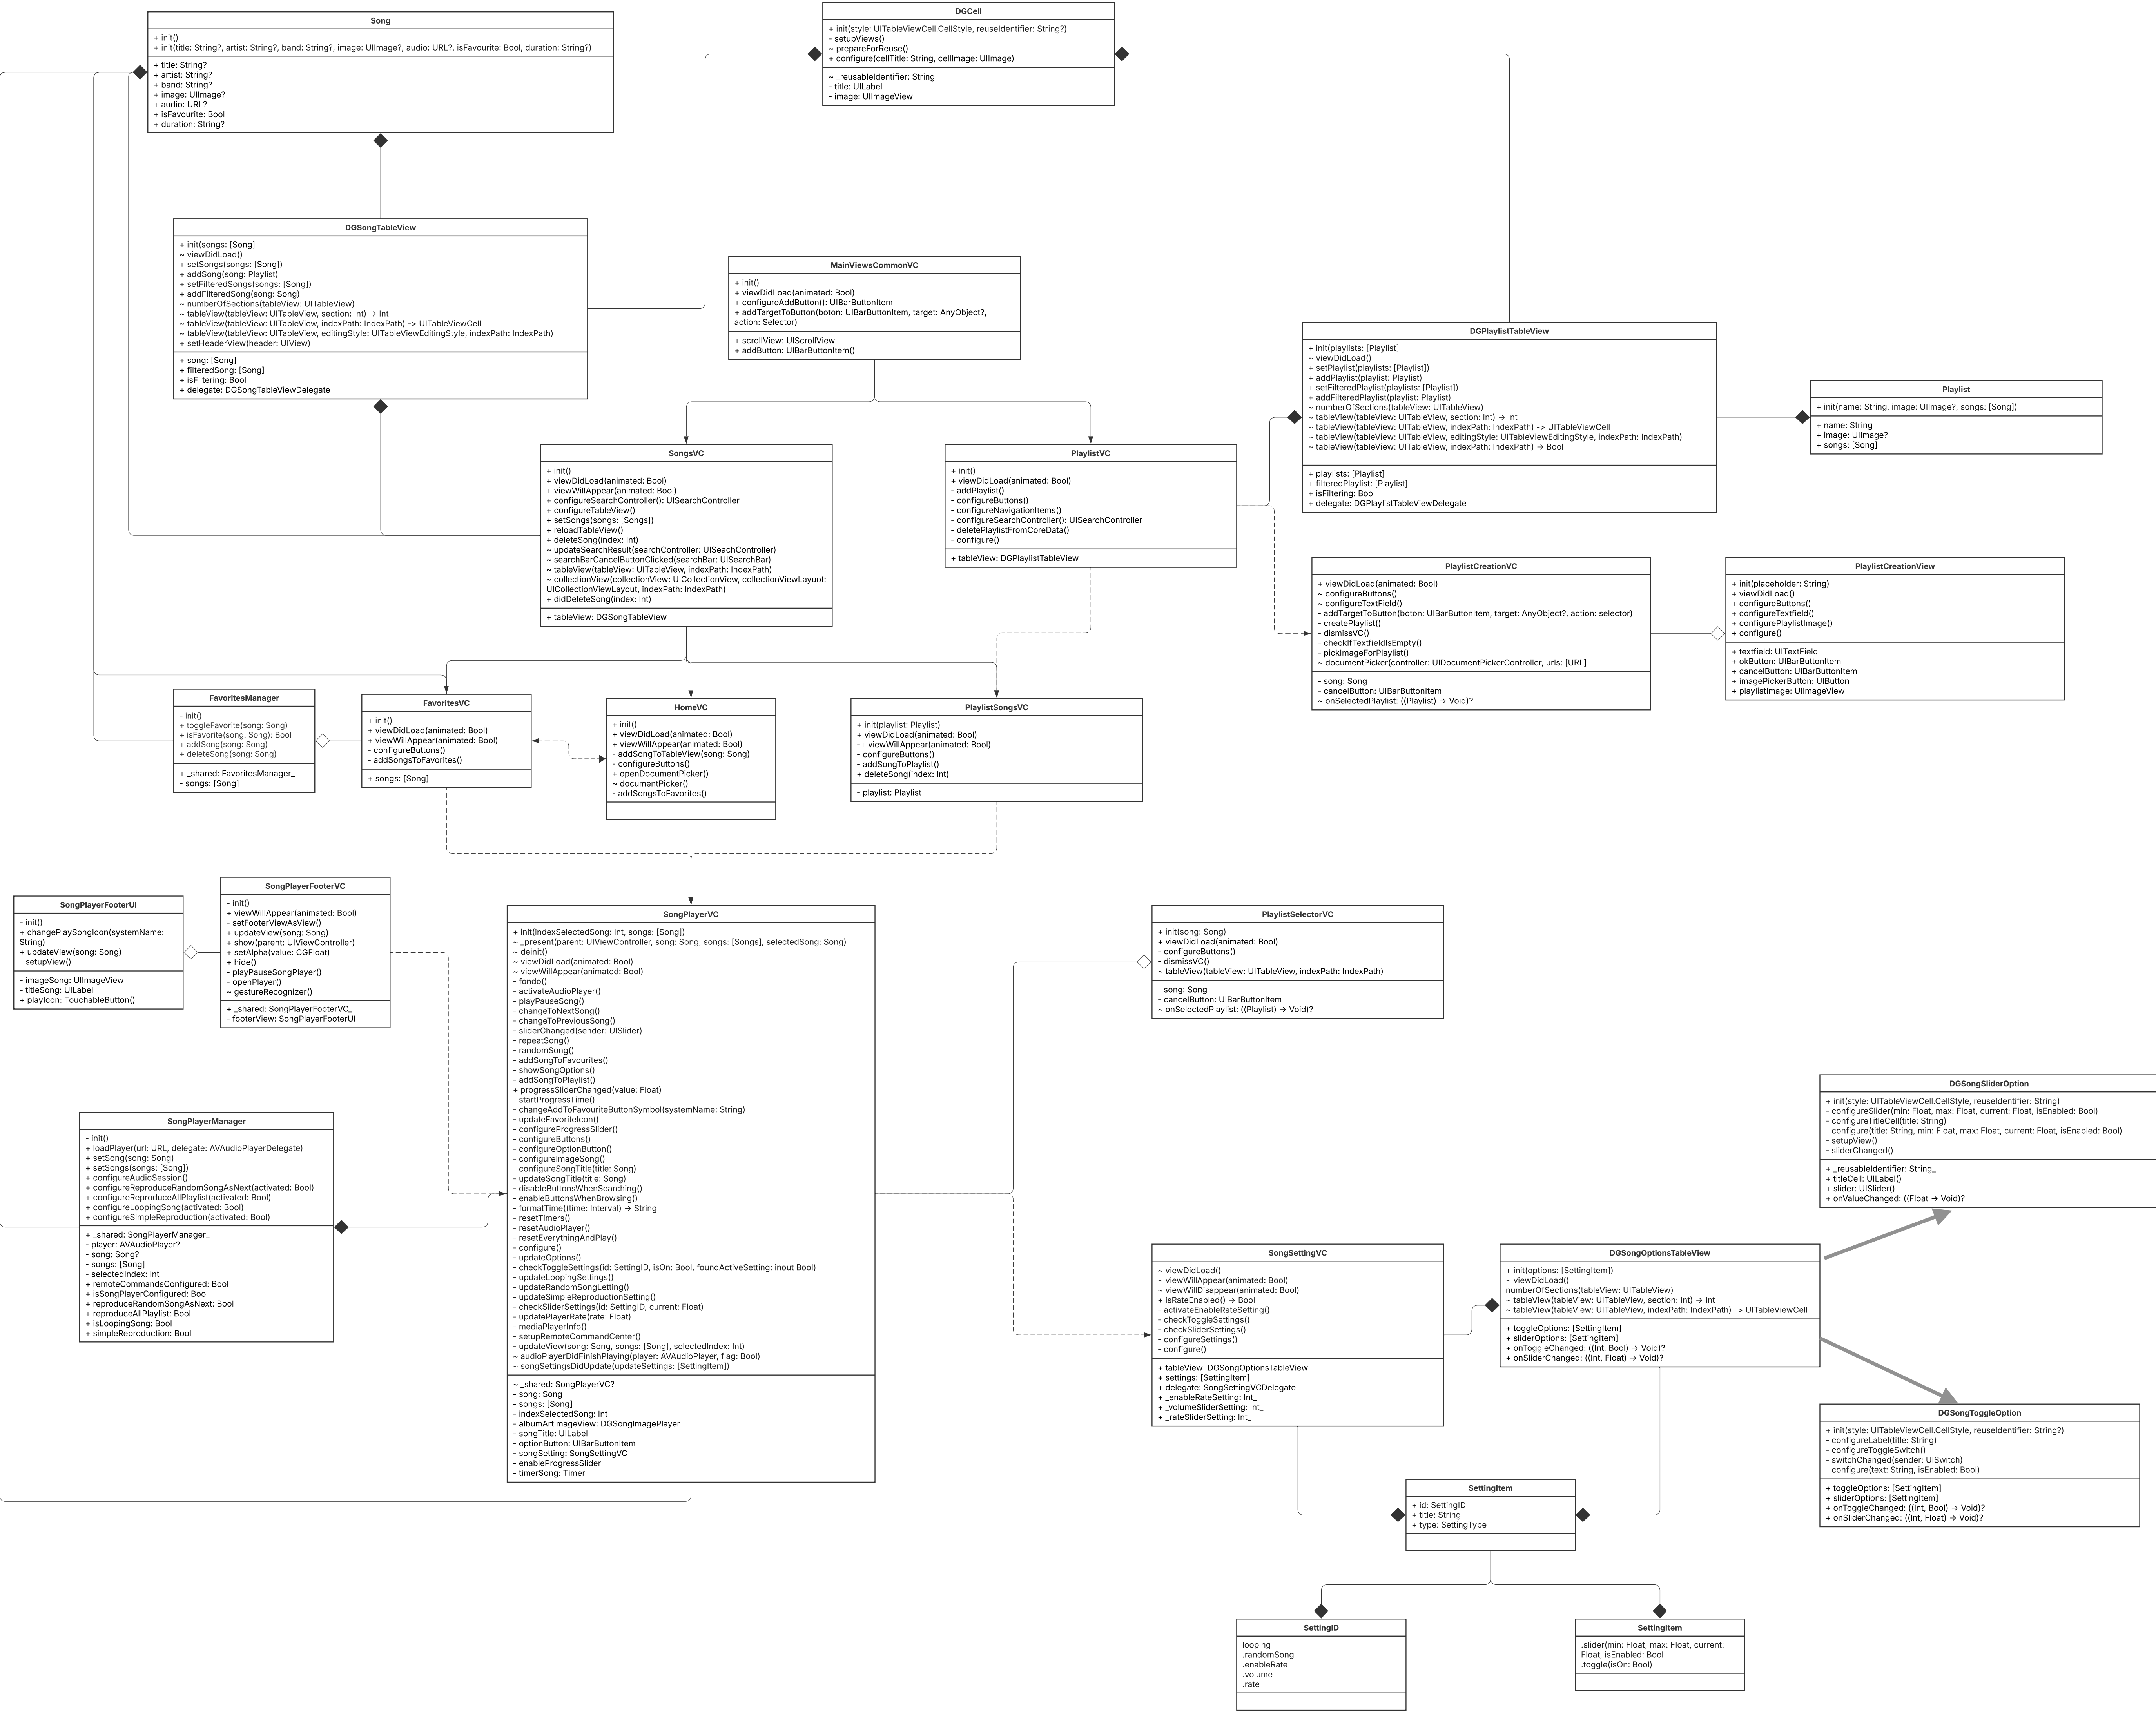 Song
+ init()
+ init(title: String?, artist: String?, band: String?, image: UIImage?, audio: URL?, isFavourite: Bool, duration: String?)
+ title: String?
+ artist: String?
+ band: String?
+ image: UIImage?
+ audio: URL?
+ isFavourite: Bool
+ duration: String?
DGCell
+ init(style: UITableViewCell.CellStyle, reuseIdentifier: String?)
- setupViews()
~ prepareForReuse()
+ configure(cellTitle: String, cellImage: UIImage)
~ _reusableIdentifier: String
- title: UILabel
- image: UIImageView
DGSongTableView
+ init(songs: [Song]
~ viewDidLoad()
+ setSongs(songs: [Song])
+ addSong(song: Playlist)
+ setFilteredSongs(songs: [Song])
+ addFilteredSong(song: Song)
~ numberOfSections(tableView: UITableView)
~ tableView(tableView: UITableView, section: Int) → Int
~ tableView(tableView: UITableView, indexPath: IndexPath) -> UITableViewCell
~ tableView(tableView: UITableView, editingStyle: UITableViewEditingStyle, indexPath: IndexPath)
+ setHeaderView(header: UIView)
+ song: [Song]
+ filteredSong: [Song]
+ isFiltering: Bool
+ delegate: DGSongTableViewDelegate
MainViewsCommonVC
+ init()
+ viewDidLoad(animated: Bool)
+ configureAddButton(): UIBarButtonItem
+ addTargetToButton(boton: UIBarButtonItem, target: AnyObject?,
action: Selector)
+ scrollView: UIScrollView
+ addButton: UIBarButtonItem()
DGPlaylistTableView
+ init(playlists: [Playlist]
~ viewDidLoad()
+ setPlaylist(playlists: [Playlist])
+ addPlaylist(playlist: Playlist)
+ setFilteredPlaylist(playlists: [Playlist])
+ addFilteredPlaylist(playlist: Playlist)
~ numberOfSections(tableView: UITableView)
~ tableView(tableView: UITableView, section: Int) → Int
~ tableView(tableView: UITableView, indexPath: IndexPath) -> UITableViewCell
~ tableView(tableView: UITableView, editingStyle: UITableViewEditingStyle, indexPath: IndexPath)
~ tableView(tableView: UITableView, indexPath: IndexPath) → Bool
+ playlists: [Playlist]
+ filteredPlaylist: [Playlist]
+ isFiltering: Bool
+ delegate: DGPlaylistTableViewDelegate
Playlist
+ init(name: String, image: UIImage?, songs: [Song])
+ name: String
+ image: UIImage?
+ songs: [Song]
SongsVC
+ init()
+ viewDidLoad(animated: Bool)
+ viewWillAppear(animated: Bool)
+ configureSearchController(): UISearchController
+ configureTableView()
+ setSongs(songs: [Songs])
+ reloadTableView()
+ deleteSong(index: Int)
~ updateSearchResult(searchController: UISeachController)
~ searchBarCancelButtonClicked(searchBar: UISearchBar)
~ tableView(tableView: UITableView, indexPath: IndexPath)
~ collectionView(collectionView: UICollectionView, collectionViewLayuot:
UICollectionViewLayout, indexPath: IndexPath)
+ didDeleteSong(index: Int)
+ tableView: DGSongTableView
PlaylistVC
+ init()
+ viewDidLoad(animated: Bool)
- addPlaylist()
- configureButtons()
- configureNavigationItems()
- configureSearchController(): UISearchController
- deletePlaylistFromCoreData()
- configure()
+ tableView: DGPlaylistTableView
PlaylistCreationVC
+ viewDidLoad(animated: Bool)
~ configureButtons()
~ configureTextField()
- addTargetToButton(boton: UIBarButtonItem, target: AnyObject?, action: selector)
- createPlaylist()
- dismissVC()
- checkIfTextfieldIsEmpty()
- pickImageForPlaylist()
~ documentPicker(controller: UIDocumentPickerController, urls: [URL]
- song: Song
- cancelButton: UIBarButtonItem
~ onSelectedPlaylist: ((Playlist) → Void)?
PlaylistCreationView
+ init(placeholder: String)
+ viewDidLoad()
+ configureButtons()
+ configureTextfield()
+ configurePlaylistImage()
+ configure()
+ textfield: UITextField
+ okButton: UIBarButtonItem
+ cancelButton: UIBarButtonItem
+ imagePickerButton: UIButton
+ playlistImage: UIImageView
FavoritesManager
- init()
+ toggleFavorite(song: Song)
+ isFavorite(song: Song): Bool
+ addSong(song: Song)
+ deleteSong(song: Song)
+ _shared: FavoritesManager_
- songs: [Song]
FavoritesVC
+ init()
+ viewDidLoad(animated: Bool)
+ viewWillAppear(animated: Bool)
- configureButtons()
- addSongsToFavorites()
+ songs: [Song]
HomeVC
+ init()
+ viewDidLoad(animated: Bool)
+ viewWillAppear(animated: Bool)
- addSongToTableView(song: Song)
- configureButtons()
+ openDocumentPicker()
~ documentPicker()
- addSongsToFavorites()
PlaylistSongsVC
+ init(playlist: Playlist)
+ viewDidLoad(animated: Bool)
-+ viewWillAppear(animated: Bool)
- configureButtons()
- addSongToPlaylist()
+ deleteSong(index: Int)
- playlist: Playlist
SongPlayerFooterUI
- init()
+ changePlaySongIcon(systemName:
String)
+ updateView(song: Song)
- setupView()
- imageSong: UIImageView
- titleSong: UILabel
+ playIcon: TouchableButton()
SongPlayerFooterVC
- init()
+ viewWillAppear(animated: Bool)
- setFooterViewAsView()
+ updateView(song: Song)
+ show(parent: UIViewController)
+ setAlpha(value: CGFloat)
+ hide()
- playPauseSongPlayer()
- openPlayer()
~ gestureRecognizer()
+ _shared: SongPlayerFooterVC_
- footerView: SongPlayerFooterUI
SongPlayerVC
+ init(indexSelectedSong: Int, songs: [Song])
~ _present(parent: UIViewController, song: Song, songs: [Songs], selectedSong: Song)
~ deinit()
~ viewDidLoad(animated: Bool)
~ viewWillAppear(animated: Bool)
- fondo()
- activateAudioPlayer()
- playPauseSong()
- changeToNextSong()
- changeToPreviousSong()
- sliderChanged(sender: UISlider)
- repeatSong()
- randomSong()
- addSongToFavourites()
- showSongOptions()
- addSongToPlaylist()
+ progressSliderChanged(value: Float)
- startProgressTime()
- changeAddToFavouriteButtonSymbol(systemName: String)
- updateFavoriteIcon()
- configureProgressSlider()
- configureButtons()
- configureOptionButton()
- configureImageSong()
- configureSongTitle(title: Song)
- updateSongTitle(title: Song)
- disableButtonsWhenSearching()
- enableButtonsWhenBrowsing()
- formatTime((time: Interval) → String
- resetTimers()
- resetAudioPlayer()
- resetEverythingAndPlay()
- configure()
- updateOptions()
- checkToggleSettings(id: SettingID, isOn: Bool, foundActiveSetting: inout Bool)
- updateLoopingSettings()
- updateRandomSongLetting()
- updateSimpleReproductionSetting()
- checkSliderSettings(id: SettingID, current: Float)
- updatePlayerRate(rate: Float)
- mediaPlayerInfo()
- setupRemoteCommandCenter()
- updateView(song: Song, songs: [Song], selectedIndex: Int)
~ audioPlayerDidFinishPlaying(player: AVAudioPlayer, flag: Bool)
~ songSettingsDidUpdate(updateSettings: [SettingItem])
~ _shared: SongPlayerVC?
- song: Song
- songs: [Song]
- indexSelectedSong: Int
- albumArtImageView: DGSongImagePlayer
- songTitle: UILabel
- optionButton: UIBarButtonItem
- songSetting: SongSettingVC
- enableProgressSlider
- timerSong: Timer
PlaylistSelectorVC
+ init(song: Song)
+ viewDidLoad(animated: Bool)
- configureButtons()
- dismissVC()
~ tableView(tableView: UITableView, indexPath: IndexPath)
- song: Song
- cancelButton: UIBarButtonItem
~ onSelectedPlaylist: ((Playlist) → Void)?
SongPlayerManager
- init()
+ loadPlayer(url: URL, delegate: AVAudioPlayerDelegate)
+ setSong(song: Song)
+ setSongs(songs: [Song])
+ configureAudioSession()
+ configureReproduceRandomSongAsNext(activated: Bool)
+ configureReproduceAllPlaylist(activated: Bool)
+ configureLoopingSong(activated: Bool)
+ configureSimpleReproduction(activated: Bool)
+ _shared: SongPlayerManager_
- player: AVAudioPlayer?
- song: Song?
- songs: [Song]
- selectedIndex: Int
+ remoteCommandsConfigured: Bool
+ isSongPlayerConfigured: Bool
+ reproduceRandomSongAsNext: Bool
+ reproduceAllPlaylist: Bool
+ isLoopingSong: Bool
+ simpleReproduction: Bool
DGSongSliderOption
+ init(style: UITableViewCell.CellStyle, reuseIdentifier: String)
- configureSlider(min: Float, max: Float, current: Float, isEnabled: Bool)
- configureTitleCell(title: String)
- configure(title: String, min: Float, max: Float, current: Float, isEnabled: Bool)
- setupView()
- sliderChanged()
+ _reusableIdentifier: String_
+ titleCell: UILabel()
+ slider: UISlider()
+ onValueChanged: ((Float → Void)?
SongSettingVC
~ viewDidLoad()
~ viewWillAppear(animated: Bool)
~ viewWillDisappear(animated: Bool)
+ isRateEnabled() → Bool
- activateEnableRateSetting()
- checkToggleSettings()
- checkSliderSettings()
- configureSettings()
- configure()
+ tableView: DGSongOptionsTableView
+ settings: [SettingItem]
+ delegate: SongSettingVCDelegate
+ _enableRateSetting: Int_
+ _volumeSliderSetting: Int_
+ _rateSliderSetting: Int_
DGSongOptionsTableView
+ init(options: [SettingItem])
~ viewDidLoad()
numberOfSections(tableView: UITableView)
~ tableView(tableView: UITableView, section: Int) → Int
~ tableView(tableView: UITableView, indexPath: IndexPath) -> UITableViewCell
+ toggleOptions: [SettingItem]
+ sliderOptions: [SettingItem]
+ onToggleChanged: ((Int, Bool) → Void)?
+ onSliderChanged: ((Int, Float) → Void)?
DGSongToggleOption
+ init(style: UITableViewCell.CellStyle, reuseIdentifier: String?)
- configureLabel(title: String)
- configureToggleSwitch()
- switchChanged(sender: UISwitch)
- configure(text: String, isEnabled: Bool)
+ toggleOptions: [SettingItem]
+ sliderOptions: [SettingItem]
+ onToggleChanged: ((Int, Bool) → Void)?
+ onSliderChanged: ((Int, Float) → Void)?
SettingItem
+ id: SettingID
+ title: String
+ type: SettingType
SettingID
looping
.randomSong
.enableRate
.volume
.rate
SettingItem
.slider(min: Float, max: Float, current:
Float, isEnabled: Bool
.toggle(isOn: Bool)